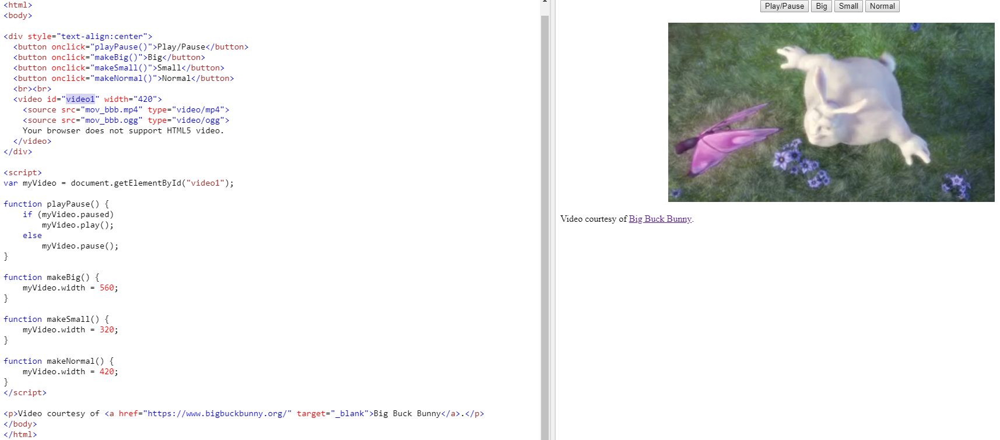 <html>
<body>
<div style="text-align:center">
<button onclick="playPause()">Play/Pause</button>
<button onclick="makeBig()">Big</button>
<button onclick="makeSmall()">Small</button>
<button onclick="makeNormal()">Normal</button>
<br><br>
<video id="video1" width="420">
<source src="mov_bbb.mp4" type="video/mp4">
<source src="mov_bbb.ogg" type="video/ogg">
Your browser does not support HTML5 video.
</video>
</div>
<script>
var myVideo = document.getElementById("video1");
function playPause() {
if (myVideo.paused)
myVideo.play();
else
myVideo.pause();
}
function makeBig() {
myVideo.width = 560;
}
function makeSmall() {
myVideo.width = 320;
}
function makeNormal() {
myVideo.width = 420;
}
</script>
<p>Video courtesy of <a href="https://www.bigbuckbunny.org/" target="_blank">Big Buck Bunny</a>.</p>
</body>
</html>
Play/Pause Big Small Normal
Video courtesy of Big Buck Bunny.